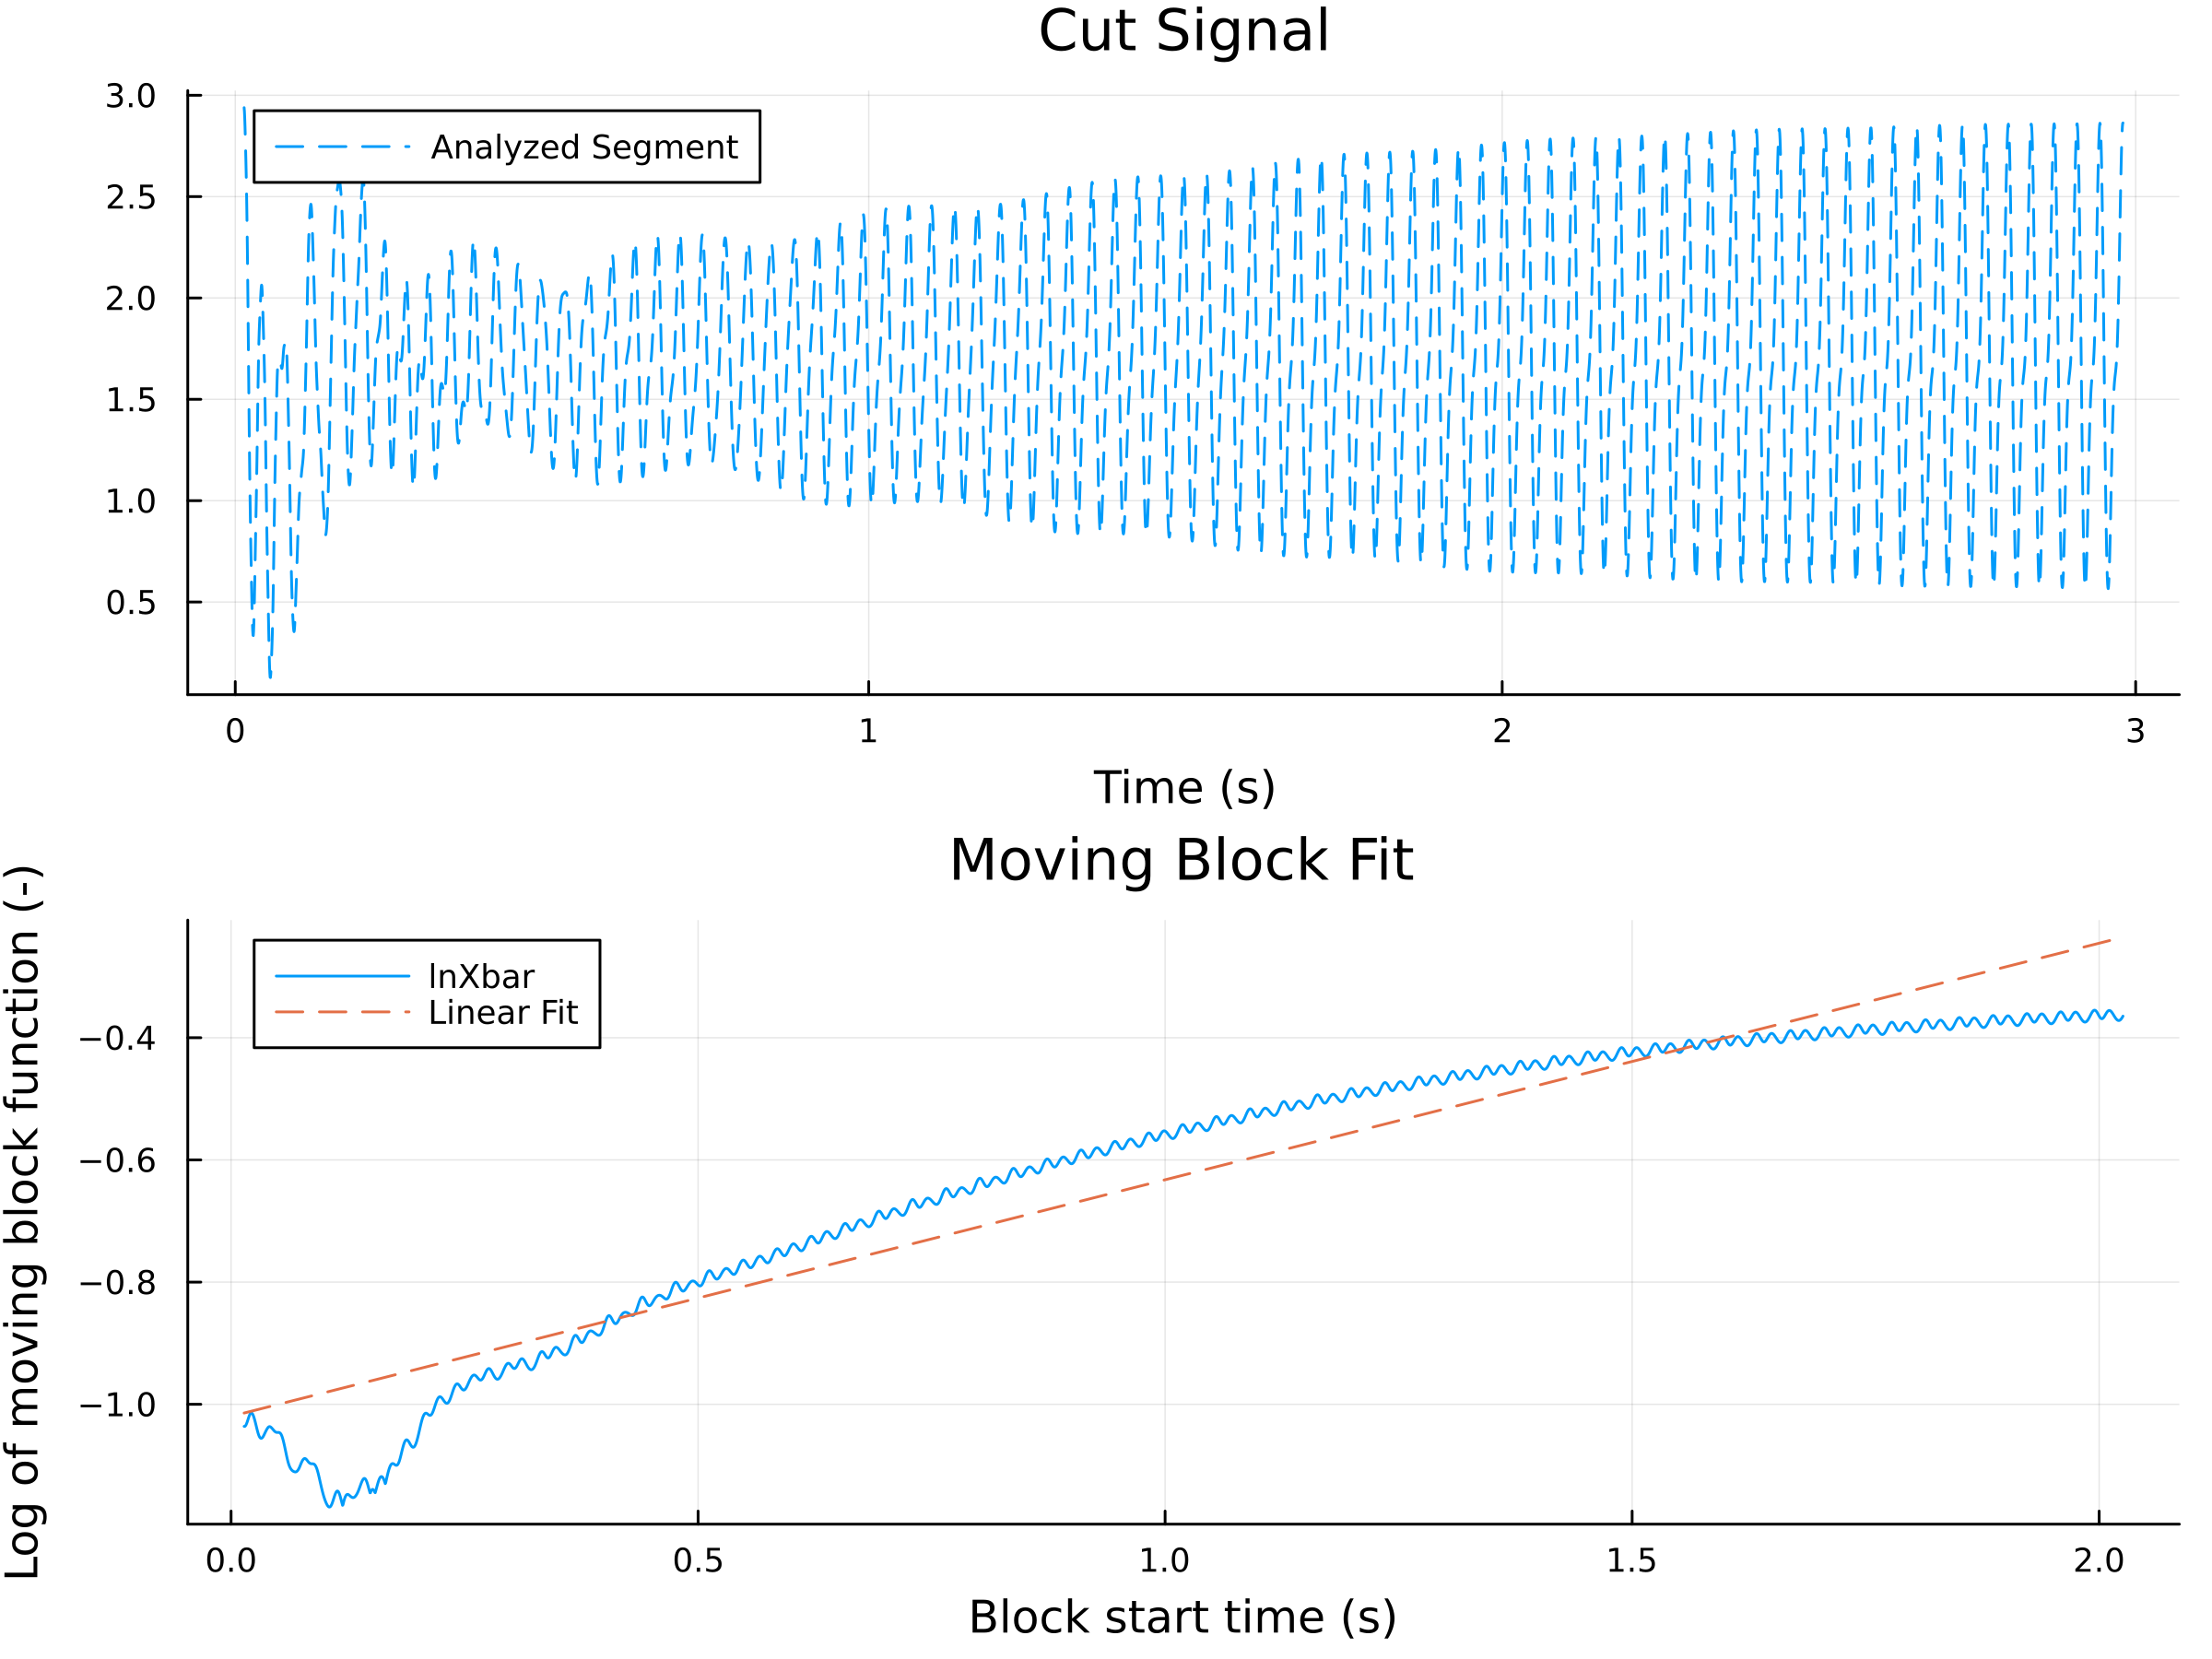 Cut Signal
3.0
2.5
2.0
1.5
1.0
0.5
Analyzed Segment
0 1 2 3
Time (s)
Moving Block Fit
Log of moving block function (-)
−0.4
−0.6
−0.8
−1.0
lnXbar
Linear Fit
0.0 0.5 1.0 1.5 2.0
Block start time (s)